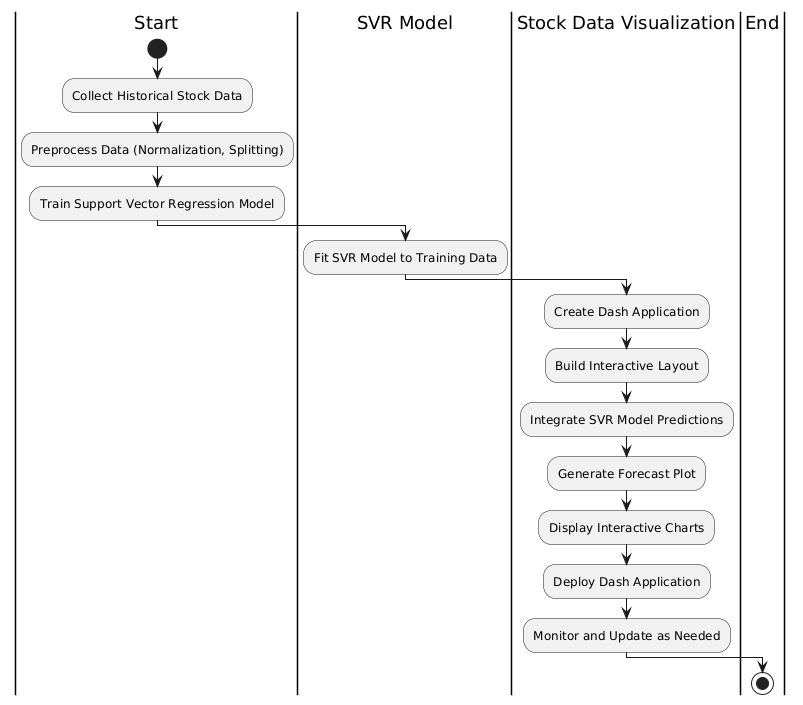 Start
SVR Model
Stock Data Visualization
End
Collect Historical Stock Data
Preprocess Data (Normalization, Splitting)
Train Support Vector Regression Model
Fit SVR Model to Training Data
Create Dash Application
Build Interactive Layout
Integrate SVR Model Predictions
Generate Forecast Plot
Display Interactive Charts
Deploy Dash Application
Monitor and Update as Needed